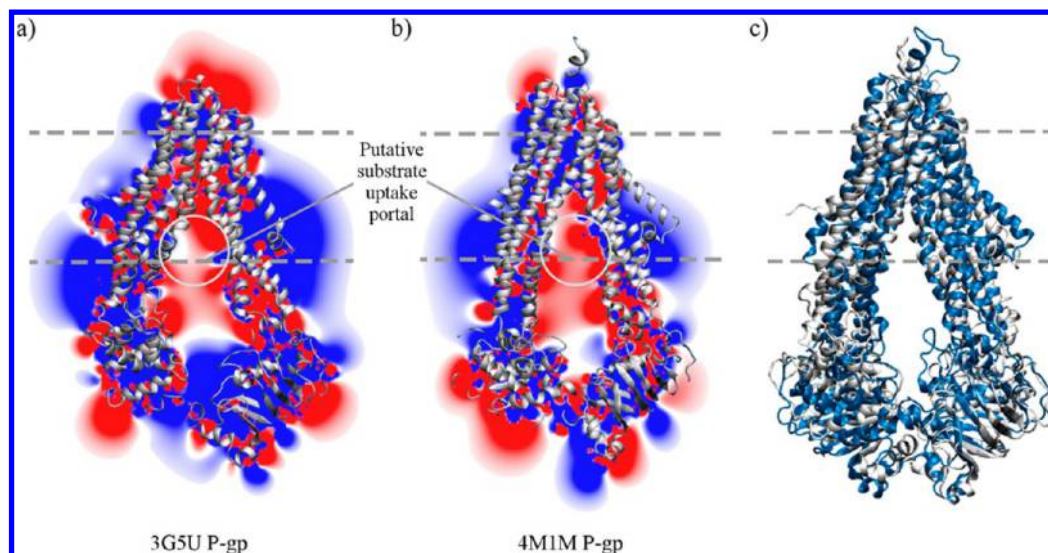 a)
b)
c)
Putative
substrate
uptake
portal
3G5U P-gp
4M1M P-gp